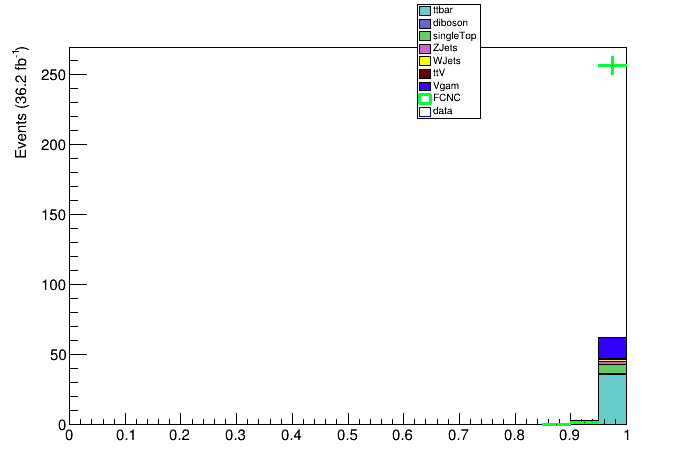 ttbar
diboson
singleTop
ZJets
WJets
ttV
Vgam
FCNC
data
Events (36.2 fb⁻¹)
250
200
150
100
50
0
0 0.1 0.2 0.3 0.4 0.5 0.6 0.7 0.8 0.9 1